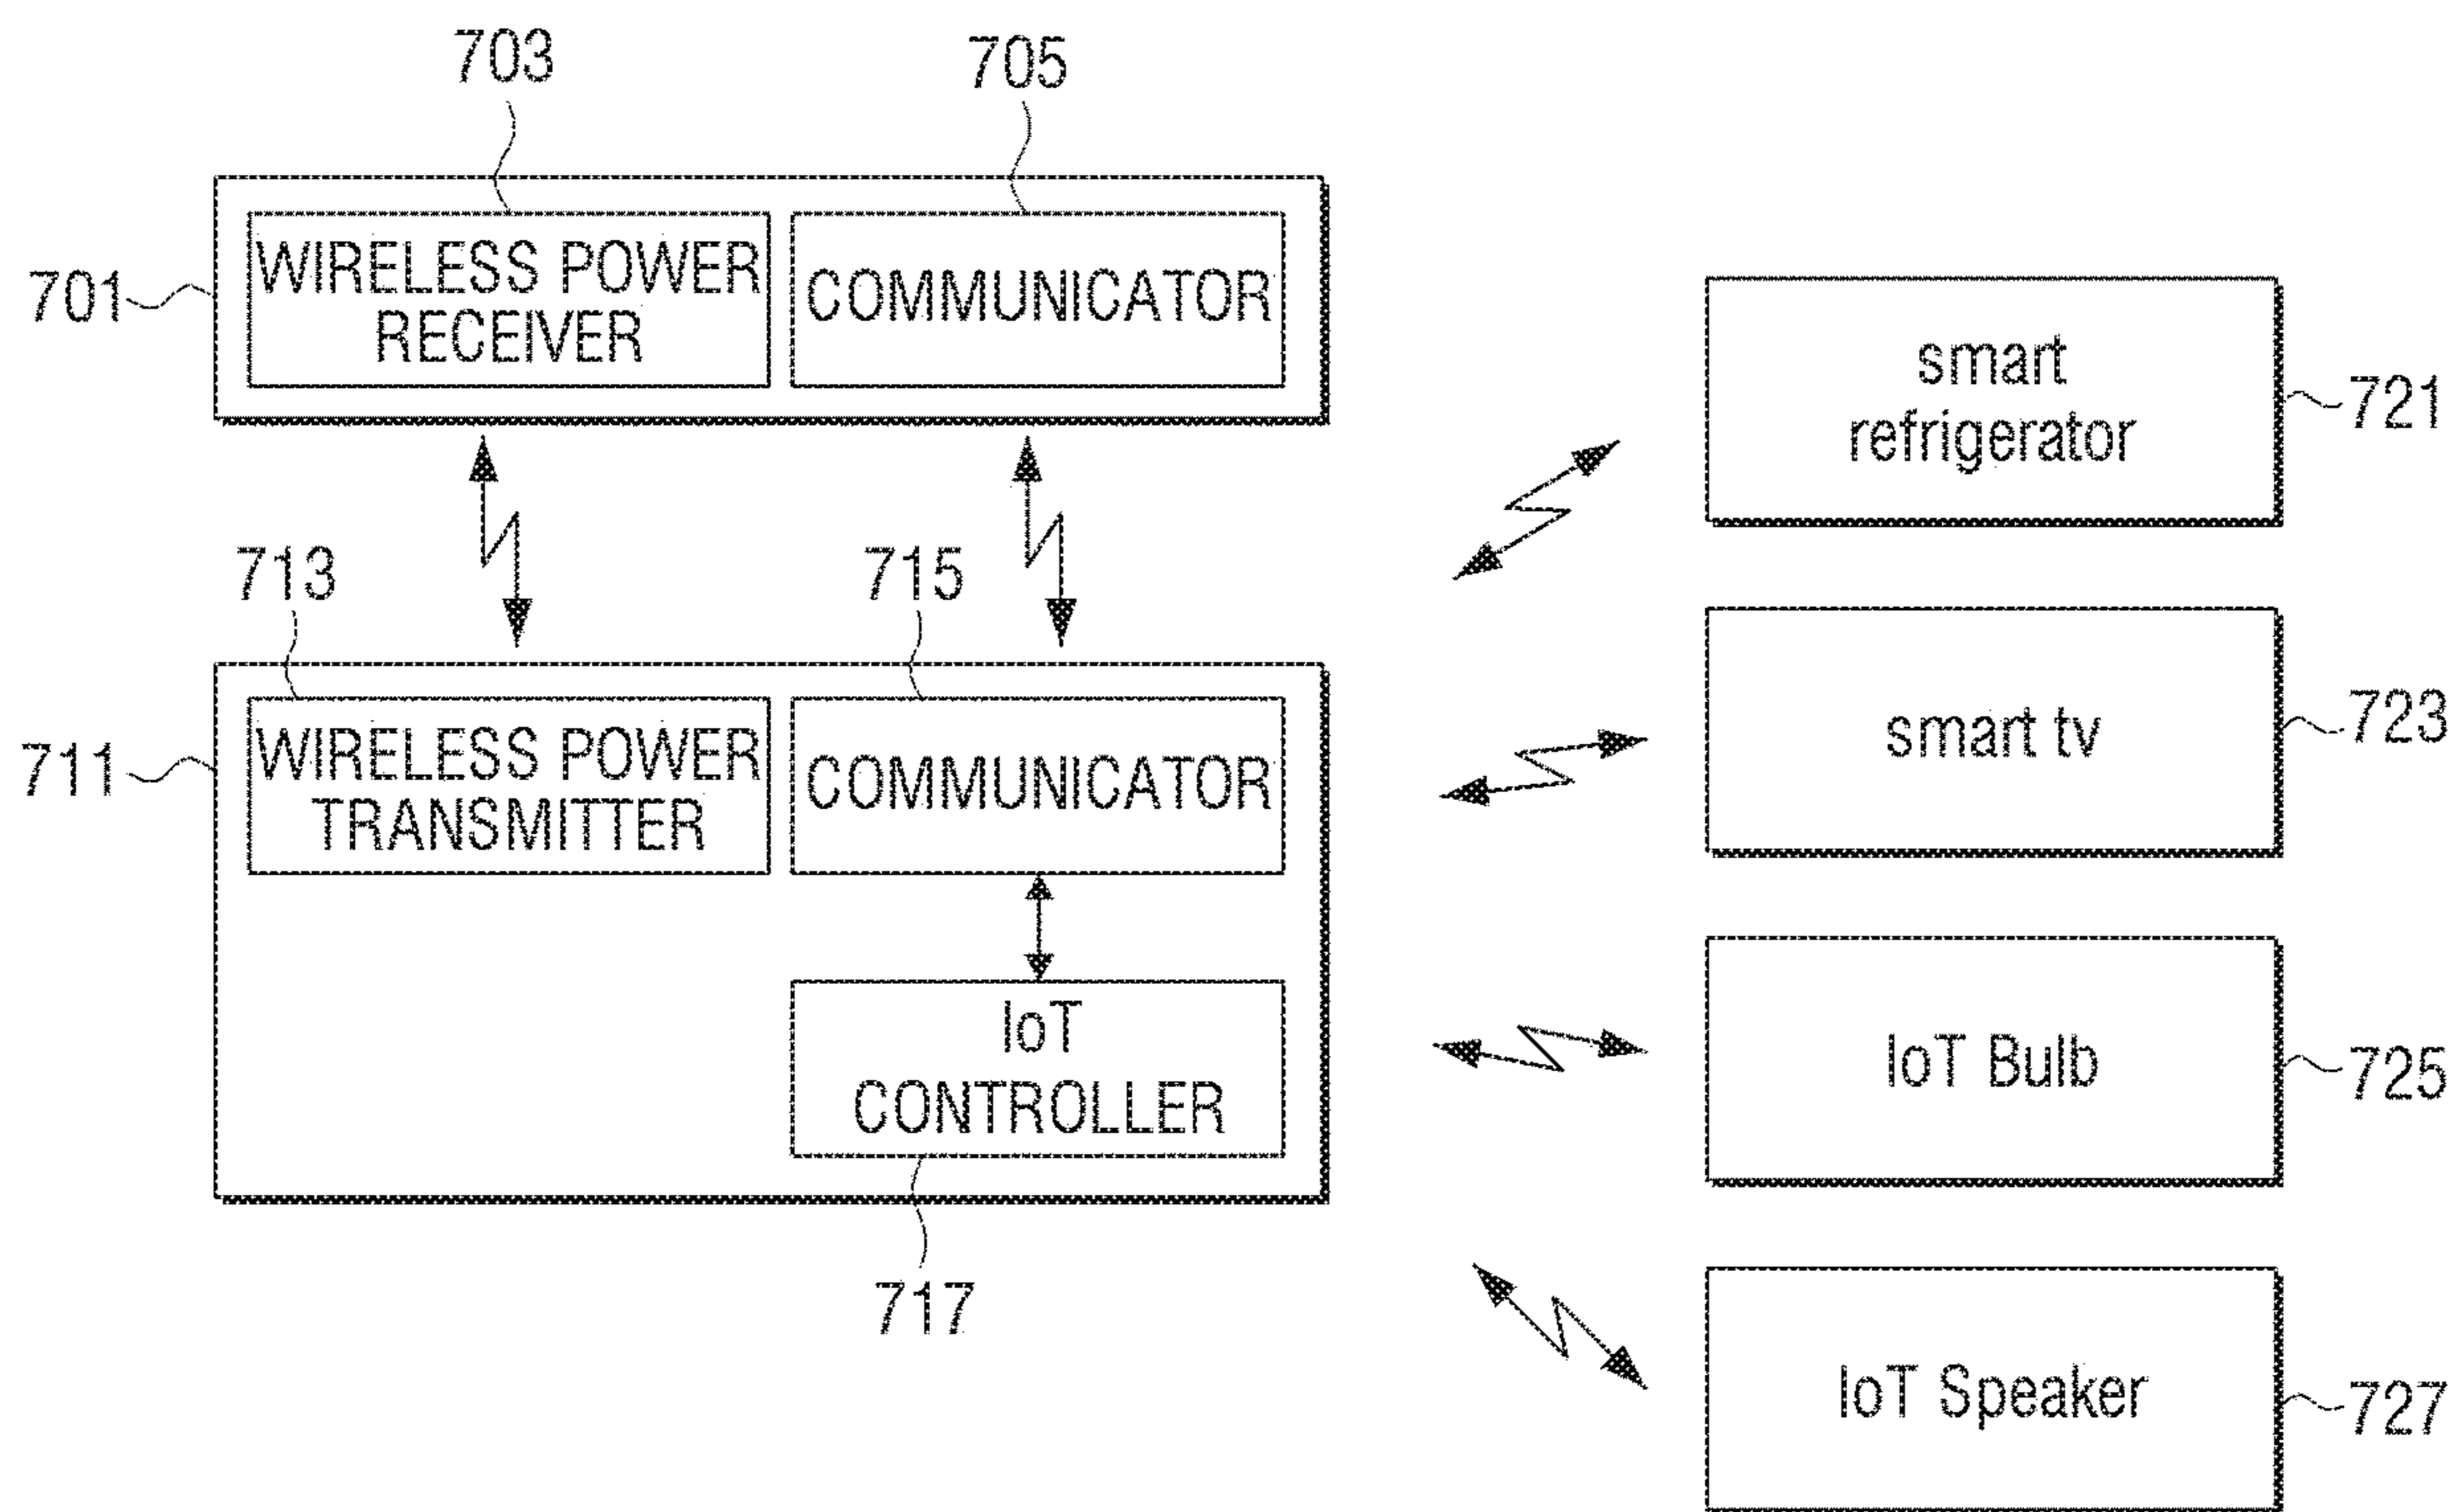 703
705
701
WIRELESS POWER
RECEIVER
COMMUNICATOR
713
715
711
WIRELESS POWER
TRANSMITTER
COMMUNICATOR
IoT
CONTROLLER
717
smart
refrigerator
721
smart tv
723
IoT Bulb
725
IoT Speaker
727